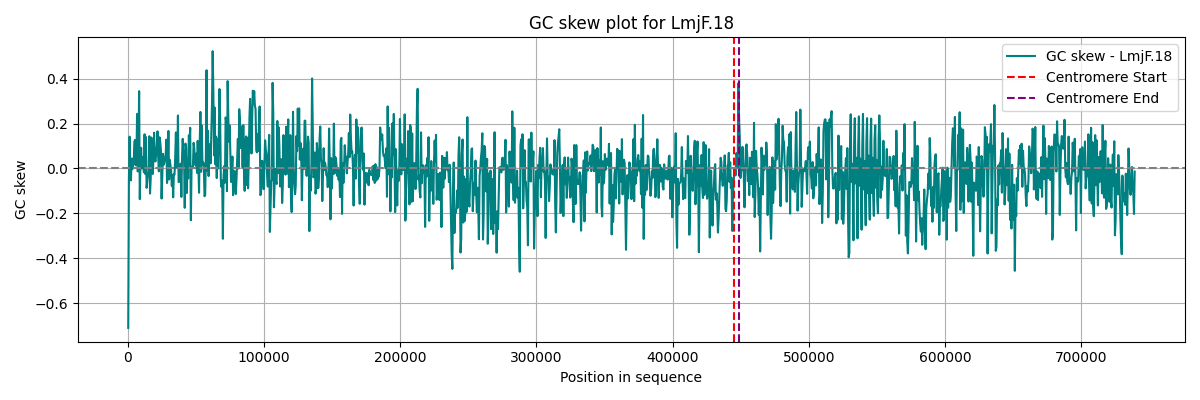 GC skew plot for LmjF.18
GC skew - LmjF.18
Centromere Start
Centromere End
GC skew
0.4
0.2
0.0
−0.2
−0.4
−0.6
0 100000 200000 300000 400000 500000 600000 700000
Position in sequence